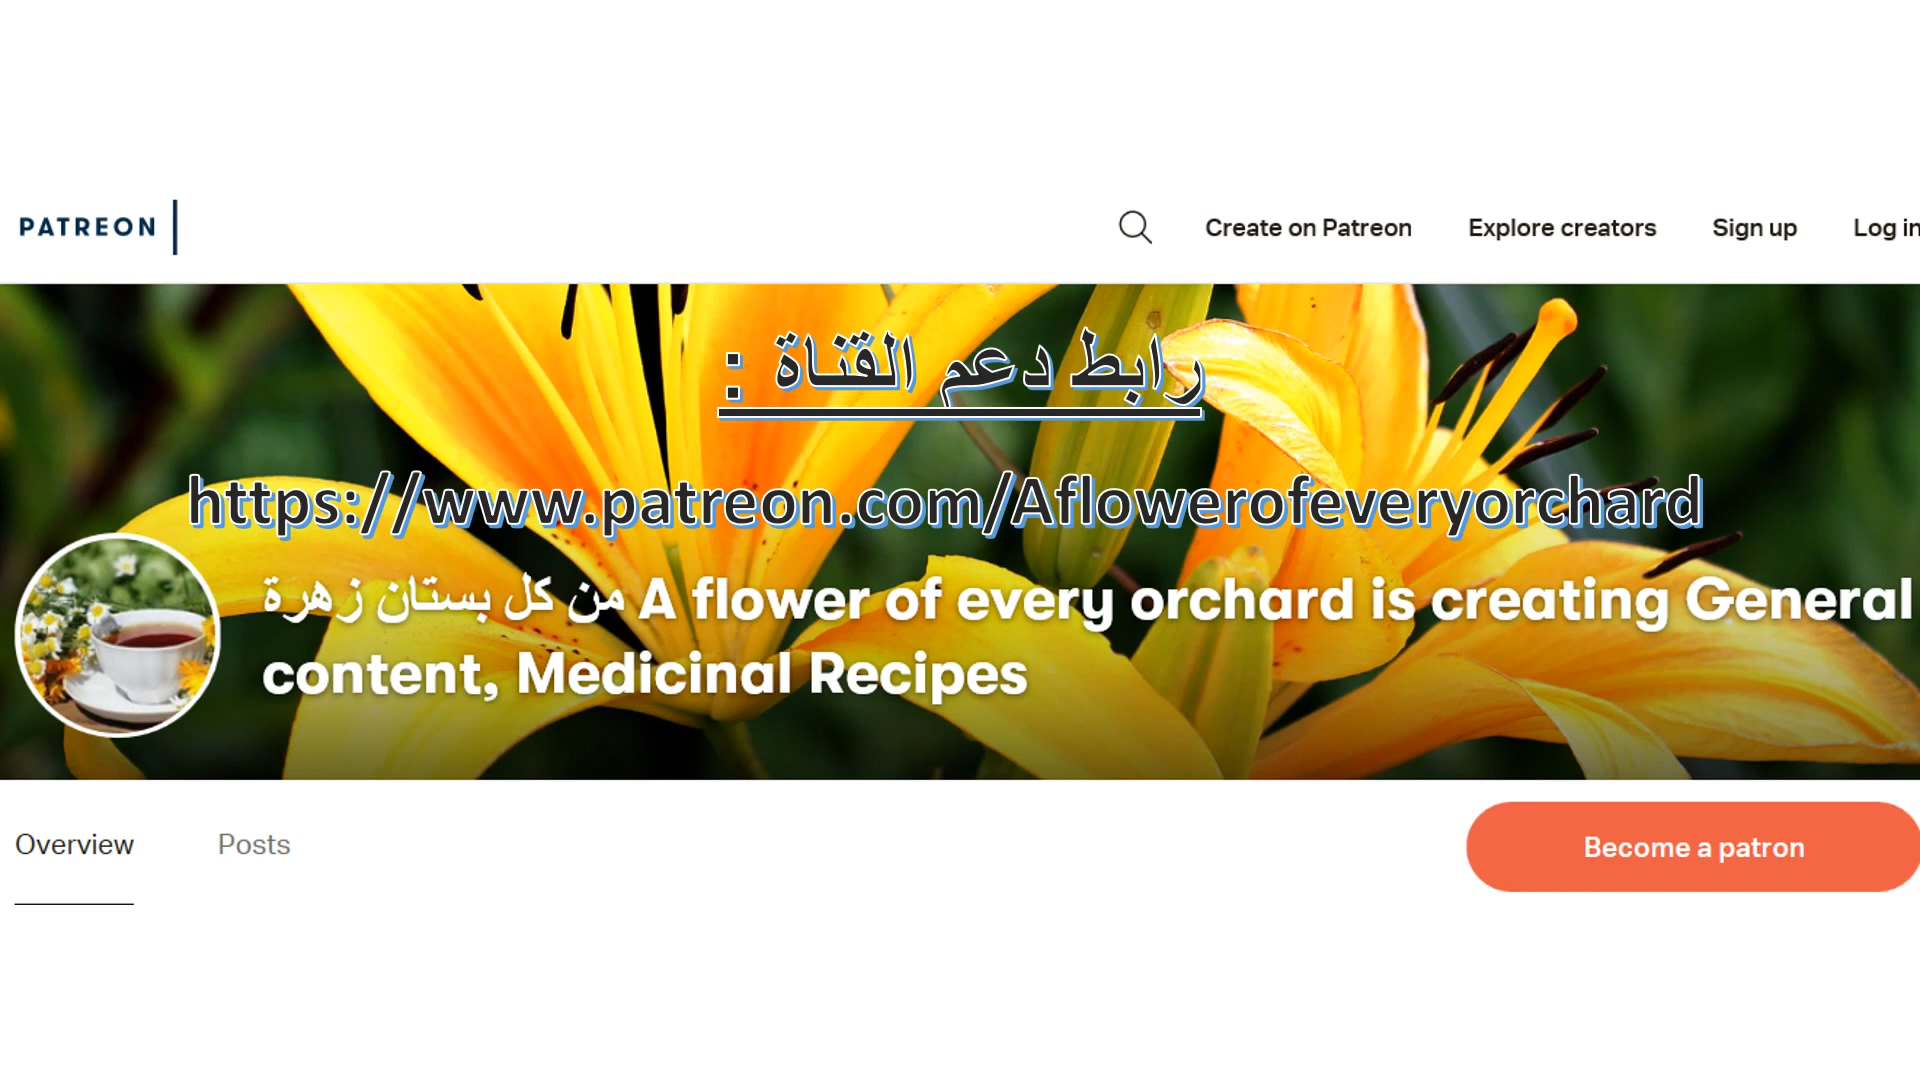 PATREON
Create on Patreon
Explore creators
Sign up
Log in
رابط دعم القناة :
https://www.patreon.com/Aflowerofeveryorchard
من كل بستان زهرة A flower of every orchard is creating General
content, Medicinal Recipes
Overview
Posts
Become a patron